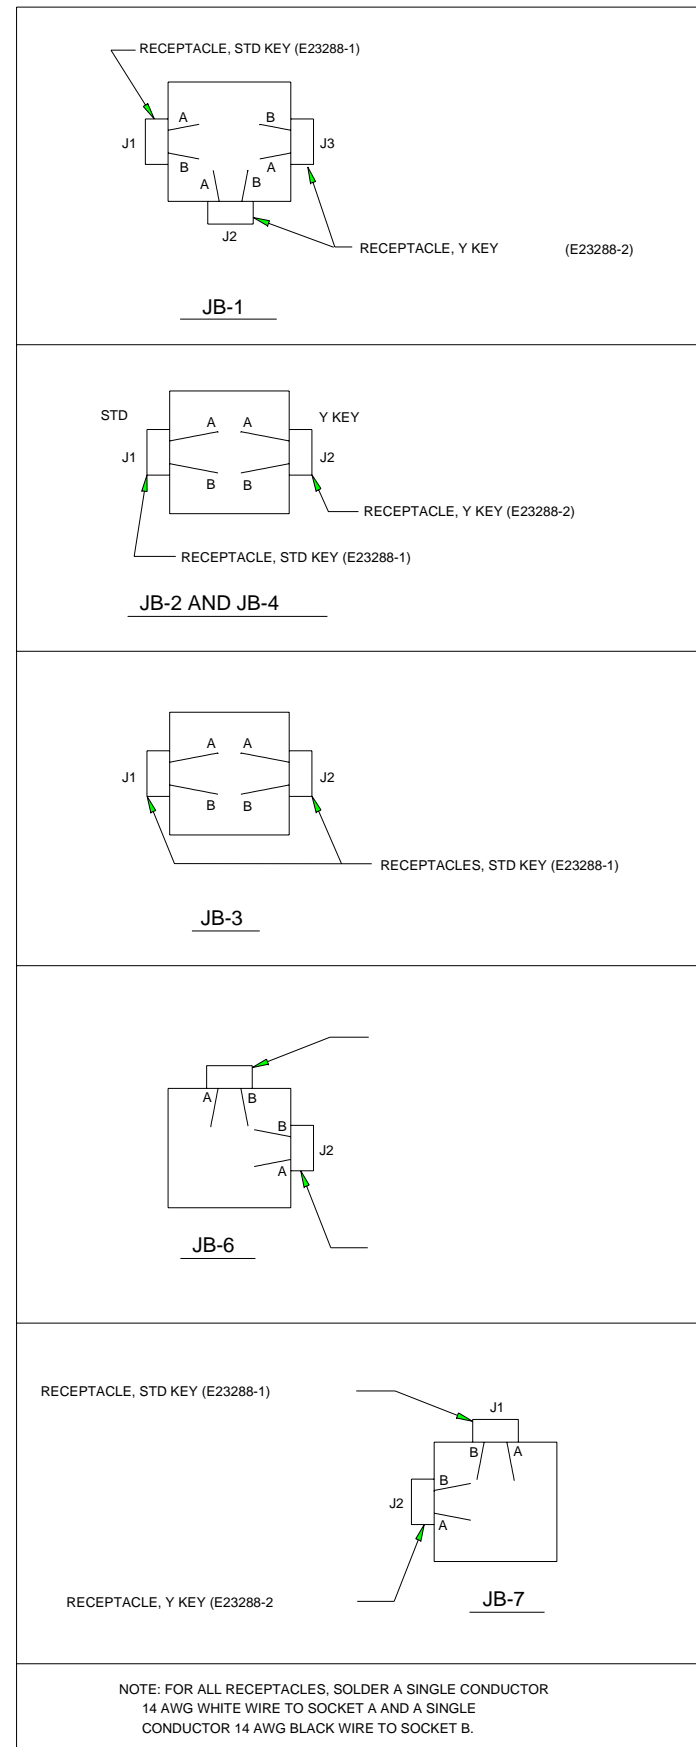 RECEPTACLE, STD KEY (E23288-1)
A
B
J1
J3
B
A
A
B
J2
RECEPTACLE, Y KEY (E23288-2)
JB-1
STD
A A
Y KEY
J1
J2
B B
RECEPTACLE, Y KEY (E23288-2)
RECEPTACLE, STD KEY (E23288-1)
JB-2 AND JB-4
A A
J1
J2
B B
RECEPTACLES, STD KEY (E23288-1)
JB-3
A B
B
J2
A
JB-6
RECEPTACLE, STD KEY (E23288-1)
J1
B A
B
J2
A
RECEPTACLE, Y KEY (E23288-2
JB-7
NOTE: FOR ALL RECEPTACLES, SOLDER A SINGLE CONDUCTOR
14 AWG WHITE WIRE TO SOCKET A AND A SINGLE
CONDUCTOR 14 AWG BLACK WIRE TO SOCKET B.